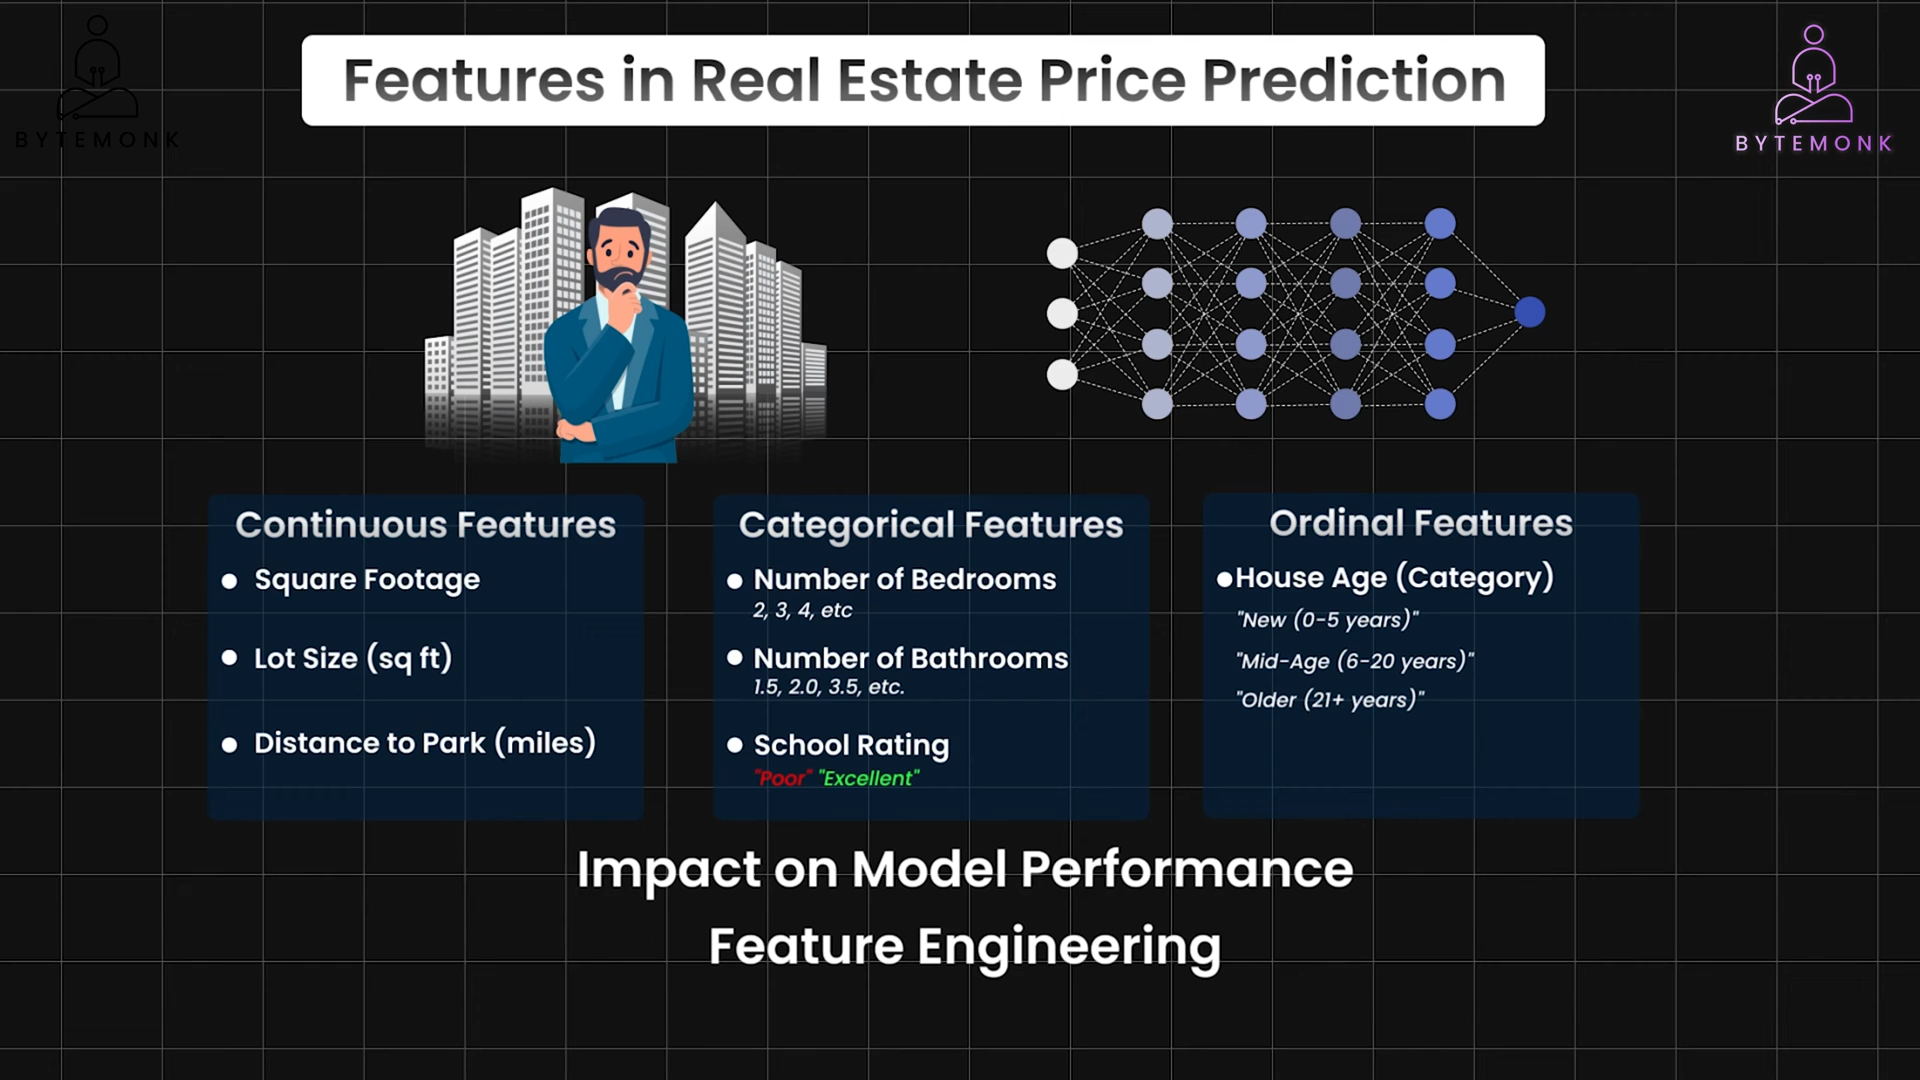 BYTEMONK
Features in Real Estate Price Prediction
BYTEMONK
Continuous Features
Square Footage
Lot Size (sq ft)
Distance to Park (miles)
Categorical Features
Number of Bedrooms
2, 3, 4, etc
Number of Bathrooms
1.5, 2.0, 3.5, etc.
School Rating
"Poor" "Excellent"
Ordinal Features
House Age (Category)
"New (0-5 years)"
"Mid-Age (6-20 years)"
"Older (21+ years)"
Impact on Model Performance
Feature Engineering